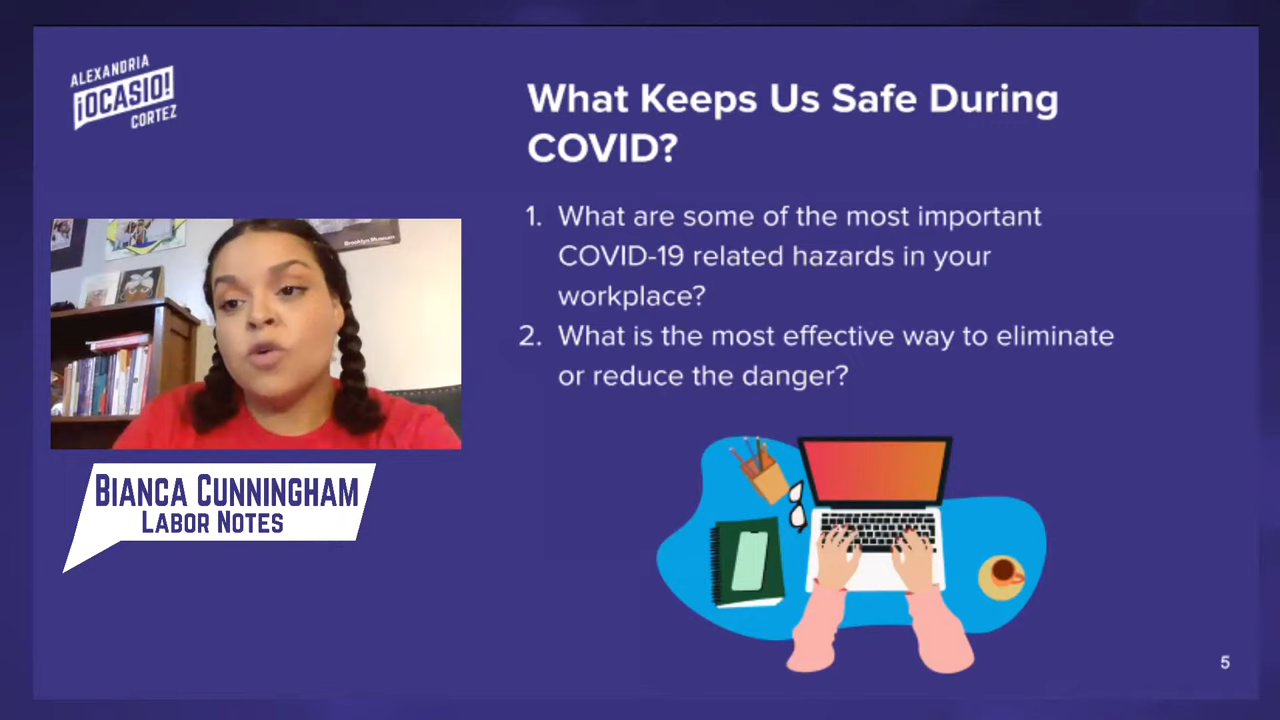 ALEXANDRIA
¡OCASIO!
CORTEZ
What Keeps Us Safe During
COVID?
1. What are some of the most important
COVID-19 related hazards in your
workplace?
2. What is the most effective way to eliminate
or reduce the danger?
Brooklyn Museum
BIANCA CUNNINGHAM
LABOR NOTES
5